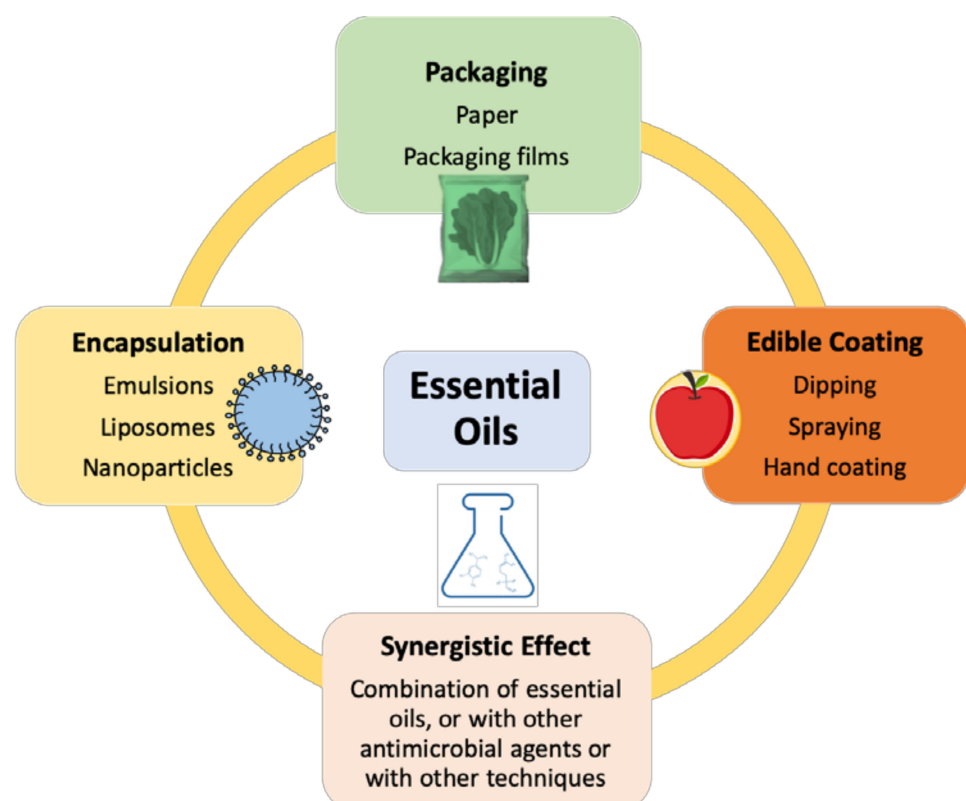 Packaging
Paper
Packaging films
Encapsulation
Emulsions
Liposomes
Nanoparticles
Essential
Oils
Edible Coating
Dipping
Spraying
Hand coating
Synergistic Effect
Combination of essential
oils, or with other
antimicrobial agents or
with other techniques